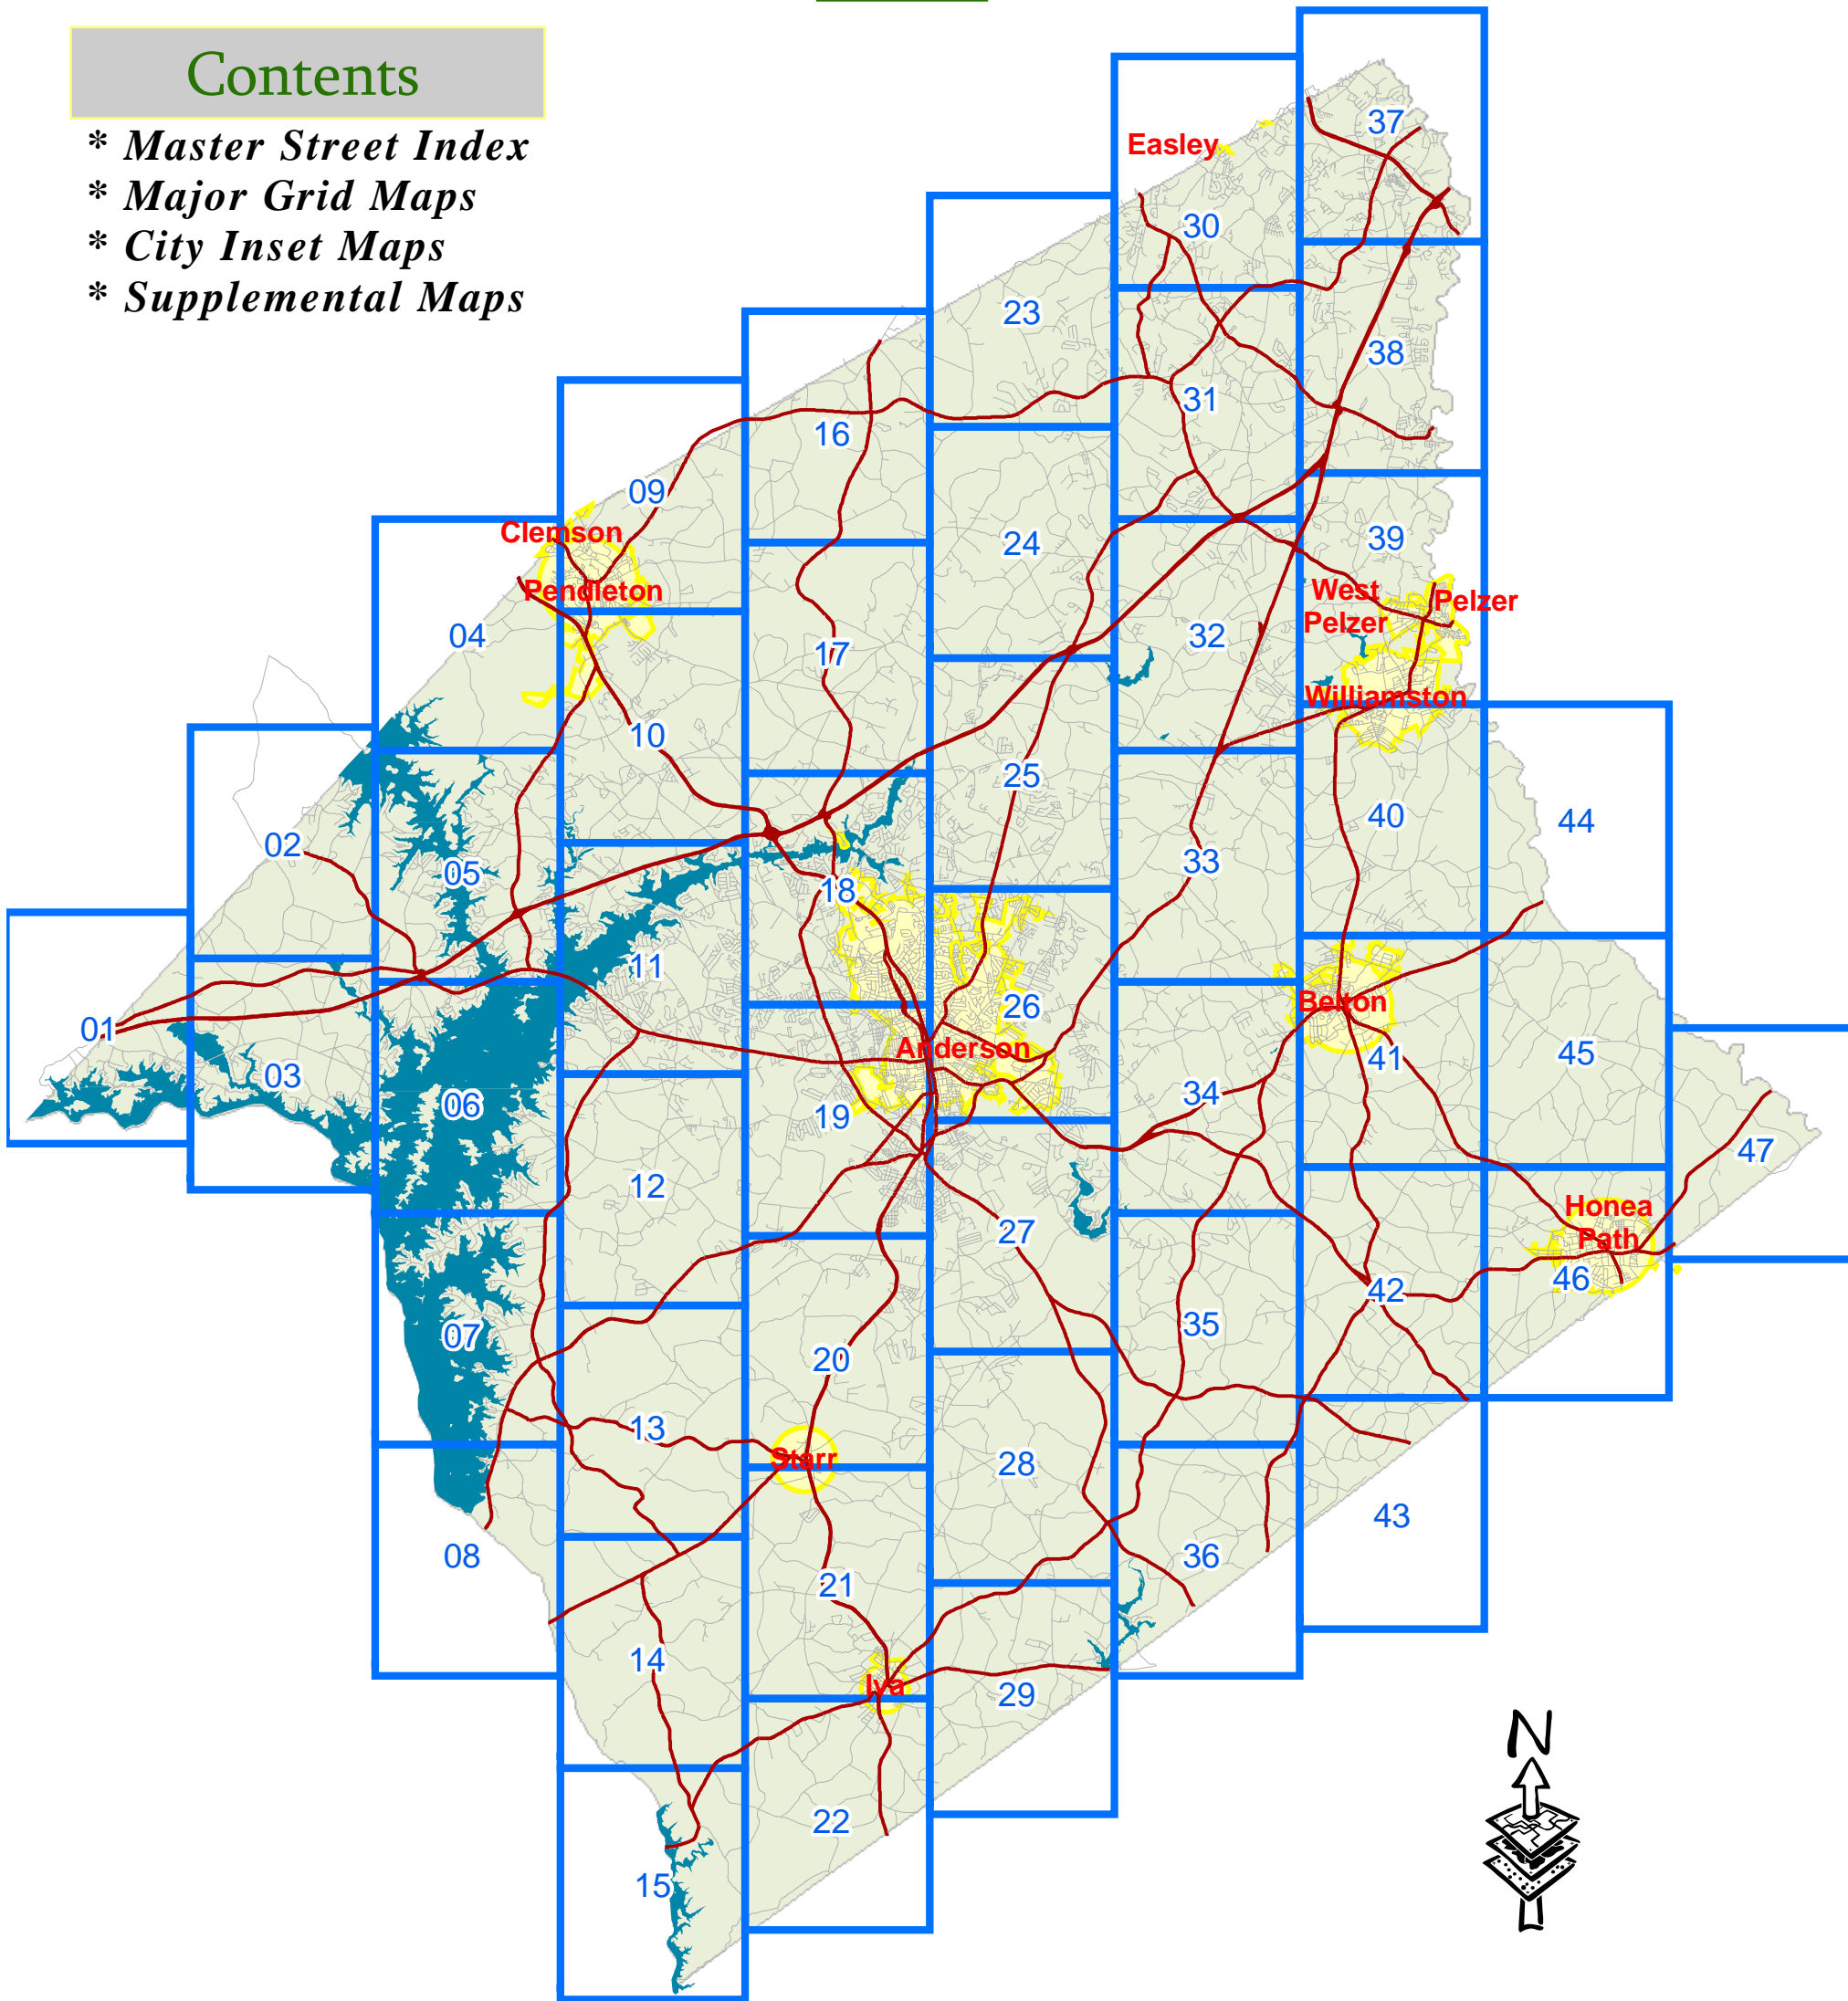 Contents
* Master Street Index
* Major Grid Maps
* City Inset Maps
* Supplemental Maps
37
Easley
30
23
38
31
16
09
Clemson
24
39
Pendleton
West
Pelzer
Pelzer
04
32
17
Williamston
10
25
40
44
02
33
05
18
11
Belton
26
01
Anderson
45
41
03
34
06
19
47
12
Honea
Path
27
46
42
35
07
20
13
Starr
28
43
08
36
21
14
Iva
29
22
15
N